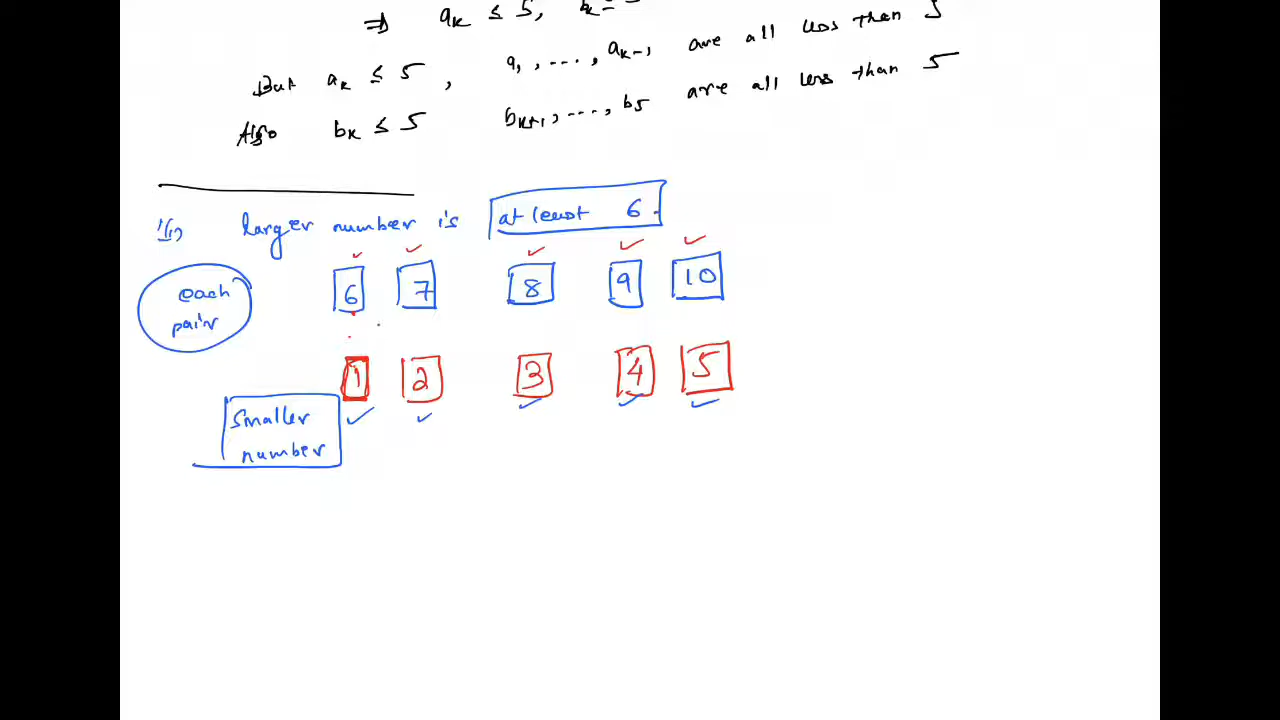 ⇒ aₖ ≤ 5,
But aₖ ≤ 5, a₁, ..., aₖ₋₁ are all less than 5
Also bₖ ≤ 5 bₖ₊₁, ..., b₅ are all less than 5
larger number is at least 6.
each pair
6 7 8 9 10
1 2 3 4 5
Smaller
number